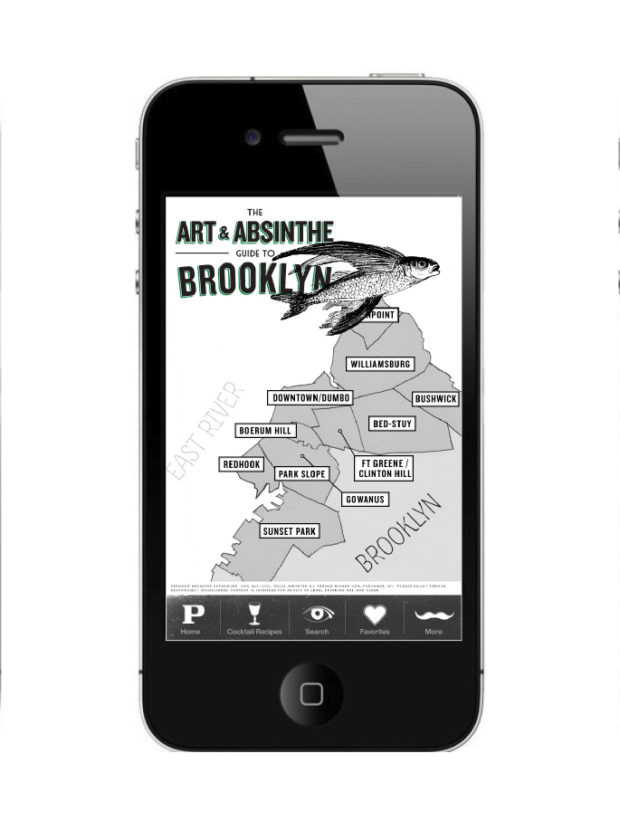 THE
ART & ABSINTHE
GUIDE TO
BROOKLYN
NPOINT
WILLIAMSBURG
DOWNTOWN/DUMBO
BUSHWICK
BED-STUY
BOERUM HILL
EAST RIVER
REDHOOK
PARK SLOPE
FT GREENE /
CLINTON HILL
GOWANUS
SUNSET PARK
BROOKLYN
P
Home
Cocktail Recipes
Search
Favorites
More